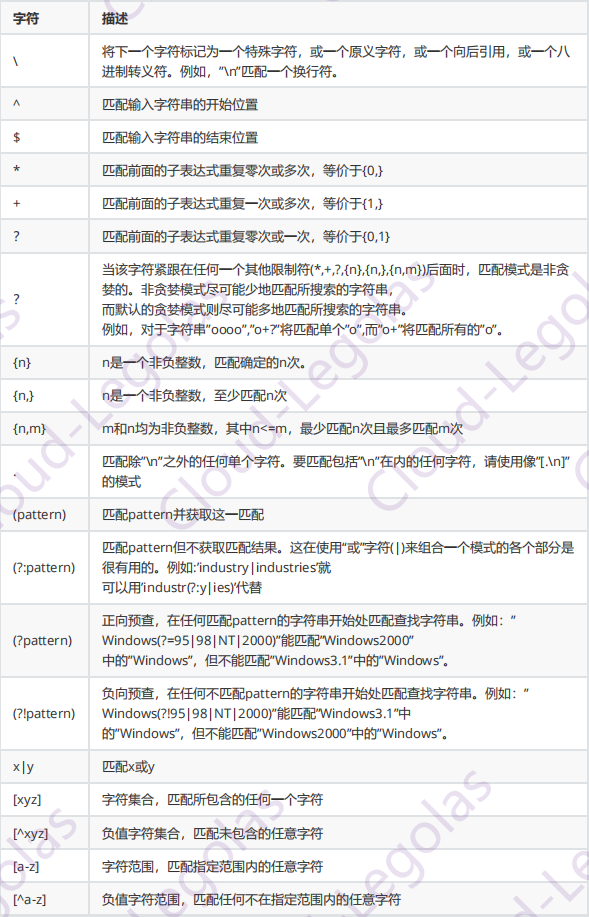 字符 描述
\ 将下一个字符标记为一个特殊字符，或一个原义字符，或一个向后引用，或一个八
进制转义符。例如，”\n”匹配一个换行符。
^ 匹配输入字符串的开始位置
$ 匹配输入字符串的结束位置
* 匹配前面的子表达式重复零次或多次，等价于{0,}
+ 匹配前面的子表达式重复一次或多次，等价于{1,}
? 匹配前面的子表达式重复零次或一次，等价于{0,1}
? 当该字符紧跟在任何一个其他限制符(*,+,?,{n},{n,},{n,m})后面时，匹配模式是非贪
婪的。非贪婪模式尽可能少地匹配所搜索的字符串，
而默认的贪婪模式则尽可能多地匹配所搜索的字符串。
例如，对于字符串”oooo”,”o+?”将匹配单个”o”,而”o+”将匹配所有的”o”。
{n} n是一个非负整数，匹配确定的n次。
{n,} n是一个非负整数，至少匹配n次
{n,m} m和n均为非负整数，其中n<=m，最少匹配n次且最多匹配m次
. 匹配除”\n”之外的任何单个字符。要匹配包括”\n”在内的任何字符，请使用像”[.\n]”
的模式
(pattern) 匹配pattern并获取这一匹配
(?:pattern) 匹配pattern但不获取匹配结果。这在使用“或”字符(|)来组合一个模式的各个部分是
很有用的。例如:’industry|industries’就
可以用’industr(?:y|ies)’代替
(?pattern) 正向预查，在任何匹配pattern的字符串开始处匹配查找字符串。例如：”
Windows(?=95|98|NT|2000)”能匹配”Windows2000”
中的”Windows”，但不能匹配”Windows3.1”中的”Windows”。
(?!pattern) 负向预查，在任何不匹配pattern的字符串开始处匹配查找字符串。例如：”
Windows(?!95|98|NT|2000)”能匹配”Windows3.1”中
的”Windows”，但不能匹配”Windows2000”中的”Windows”。
x|y 匹配x或y
[xyz] 字符集合，匹配所包含的任何一个字符
[^xyz] 负值字符集合，匹配未包含的任意字符
[a-z] 字符范围，匹配指定范围内的任意字符
[^a-z] 负值字符范围，匹配任何不在指定范围内的任意字符
Cloud-Legolas
Cloud-Legolas
Cloud-Legolas